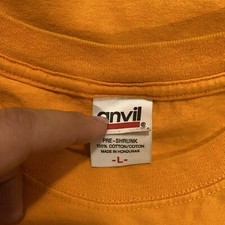 anvil
PRE-SHRUNK
100% COTTON/COTON
MADE IN HONDURAS
-L-